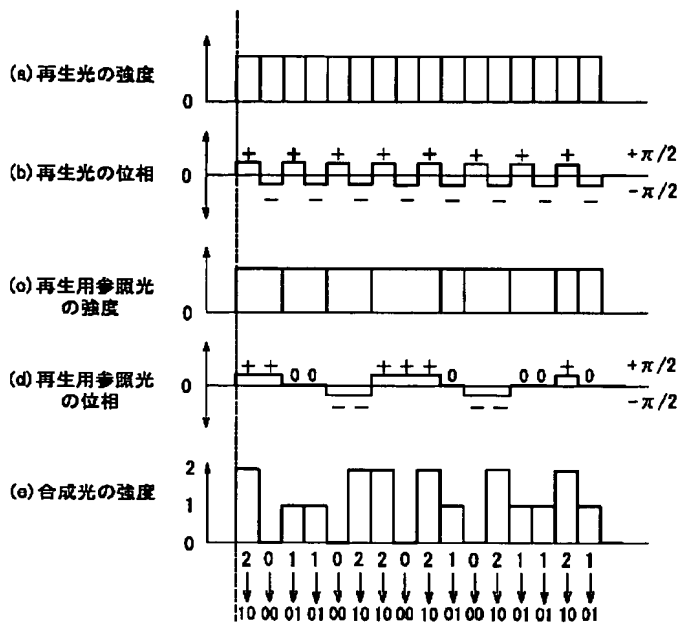 (a)再生光の強度
0
+ + + + + + + +
+π/2
(b)再生光の位相
0
-π/2
- - - - - - - -
(c)再生用参照光
の強度
0
+ + 0 0 + + + 0 0 0 + 0
+π/2
(d)再生用参照光
の位相
0
-π/2
- - - -
2
(e)合成光の強度
1
0
2 0 1 1 0 2 2 0 2 1 0 2 1 1 2 1
10 00 01 01 00 10 10 00 10 01 00 10 01 01 10 01